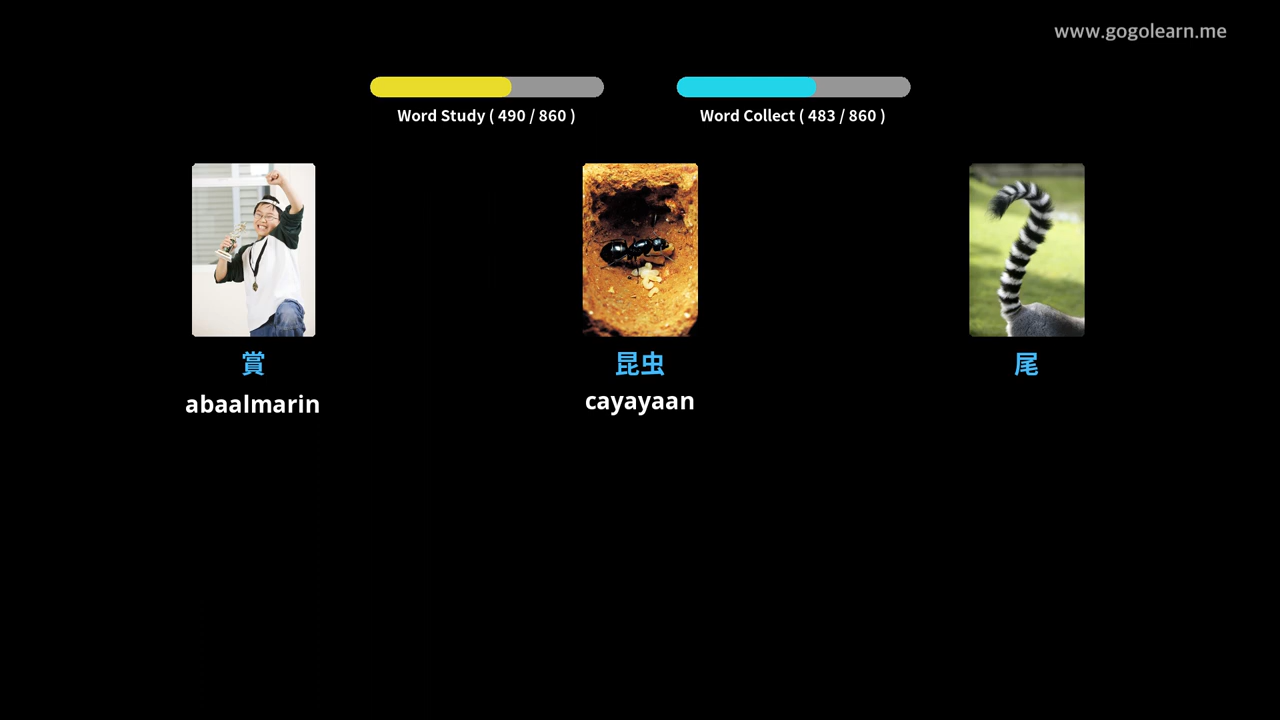 www.gogolearn.me
Word Study ( 490 / 860 )
Word Collect ( 483 / 860 )
賞
昆虫
尾
abaalmarin
cayayaan